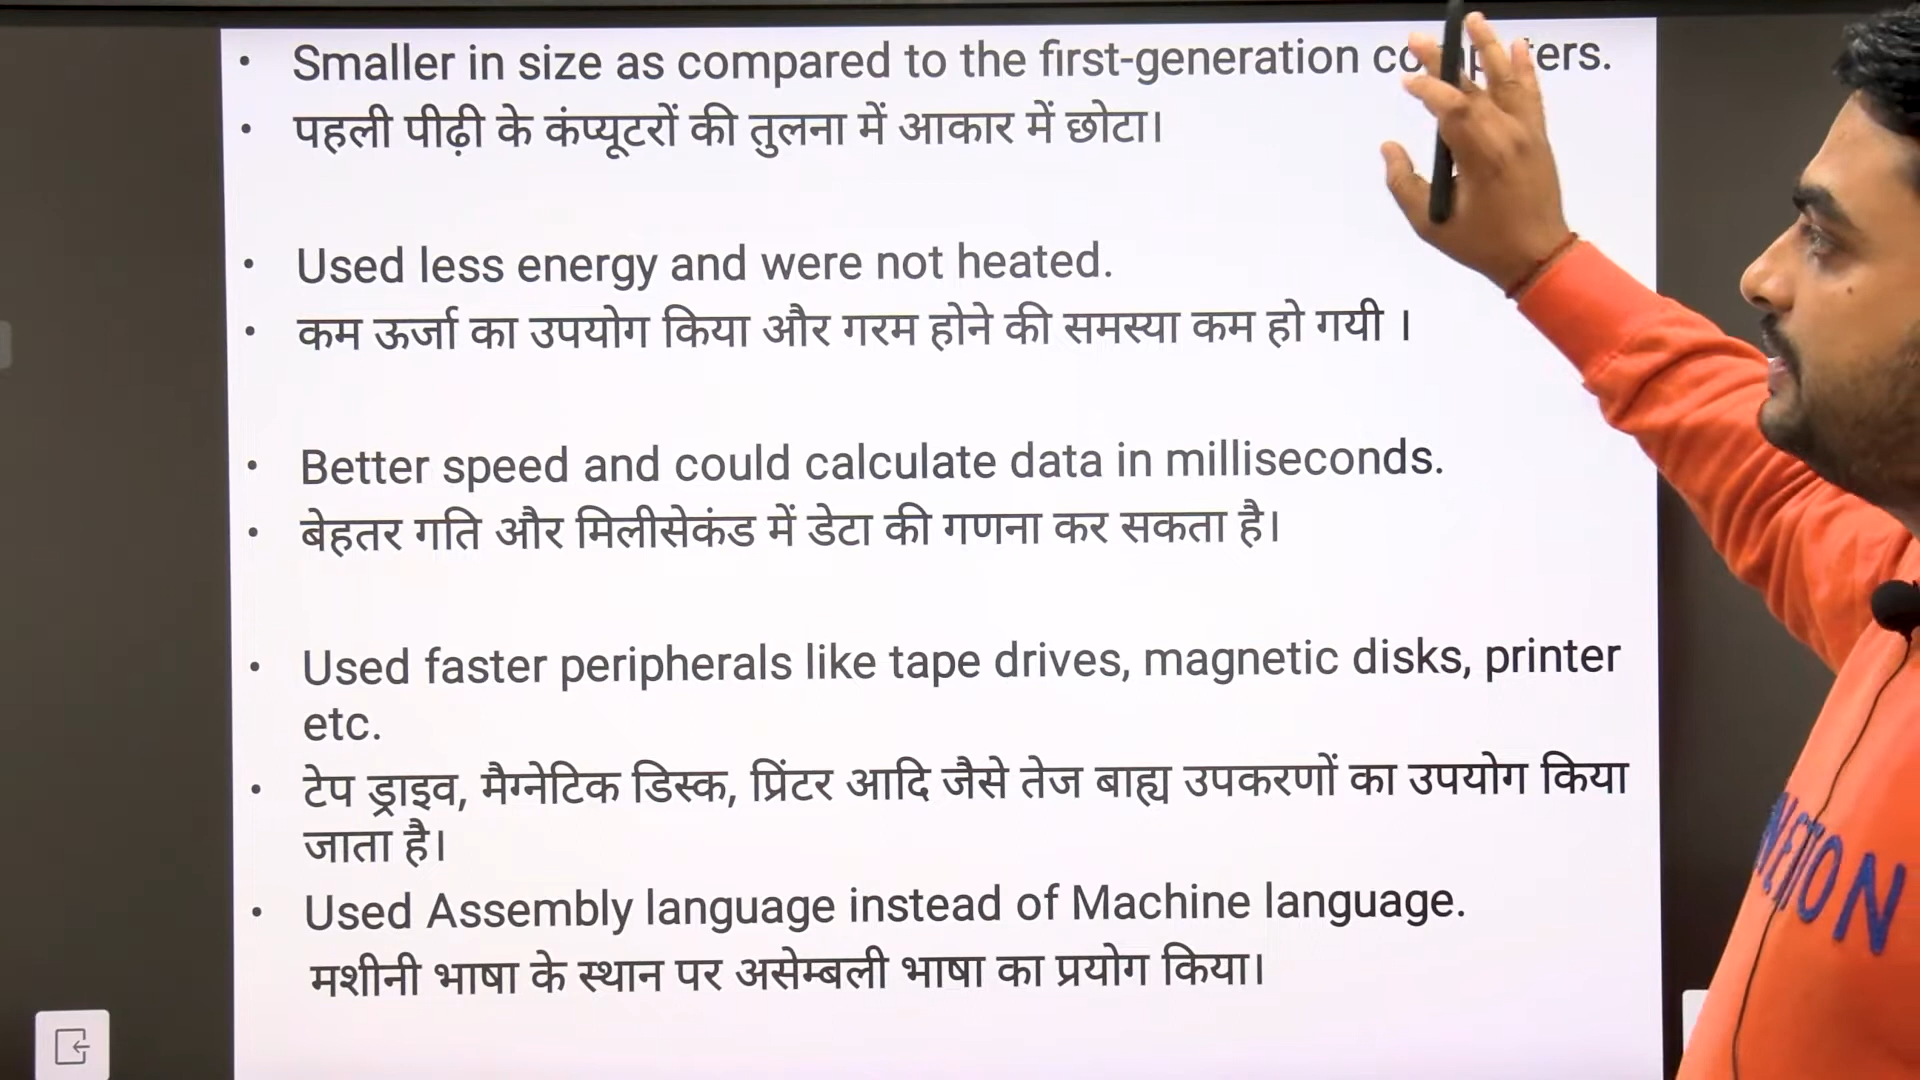 • Smaller in size as compared to the first-generation computers.
• पहली पीढ़ी के कंप्यूटरों की तुलना में आकार में छोटा।
• Used less energy and were not heated.
• कम ऊर्जा का उपयोग किया और गरम होने की समस्या कम हो गयी ।
• Better speed and could calculate data in milliseconds.
• बेहतर गति और मिलीसेकंड में डेटा की गणना कर सकता है।
• Used faster peripherals like tape drives, magnetic disks, printer
etc.
• टेप ड्राइव, मैग्नेटिक डिस्क, प्रिंटर आदि जैसे तेज बाह्य उपकरणों का उपयोग किया
जाता है।
• Used Assembly language instead of Machine language.
मशीनी भाषा के स्थान पर असेम्बली भाषा का प्रयोग किया।